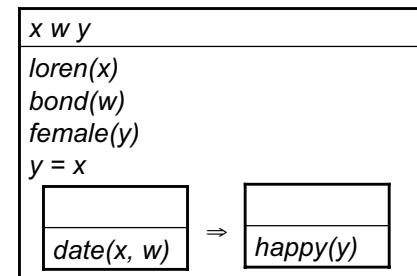 x w y
loren(x)
bond(w)
female(y)
y = x
date(x, w) ⇒ happy(y)